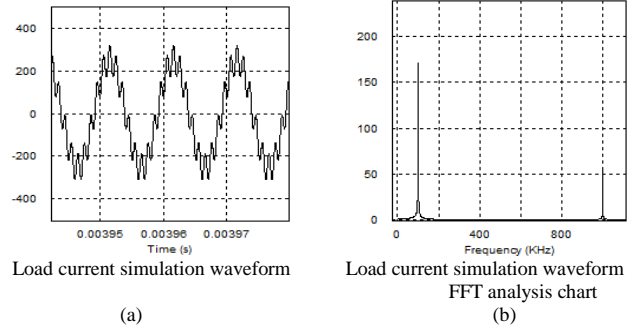 400
200
0
-200
-400
0.00395 0.00396 0.00397
Time (s)
Load current simulation waveform
(a)
200
150
100
50
0
0 400 800
Frequency (KHz)
Load current simulation waveform
FFT analysis chart
(b)